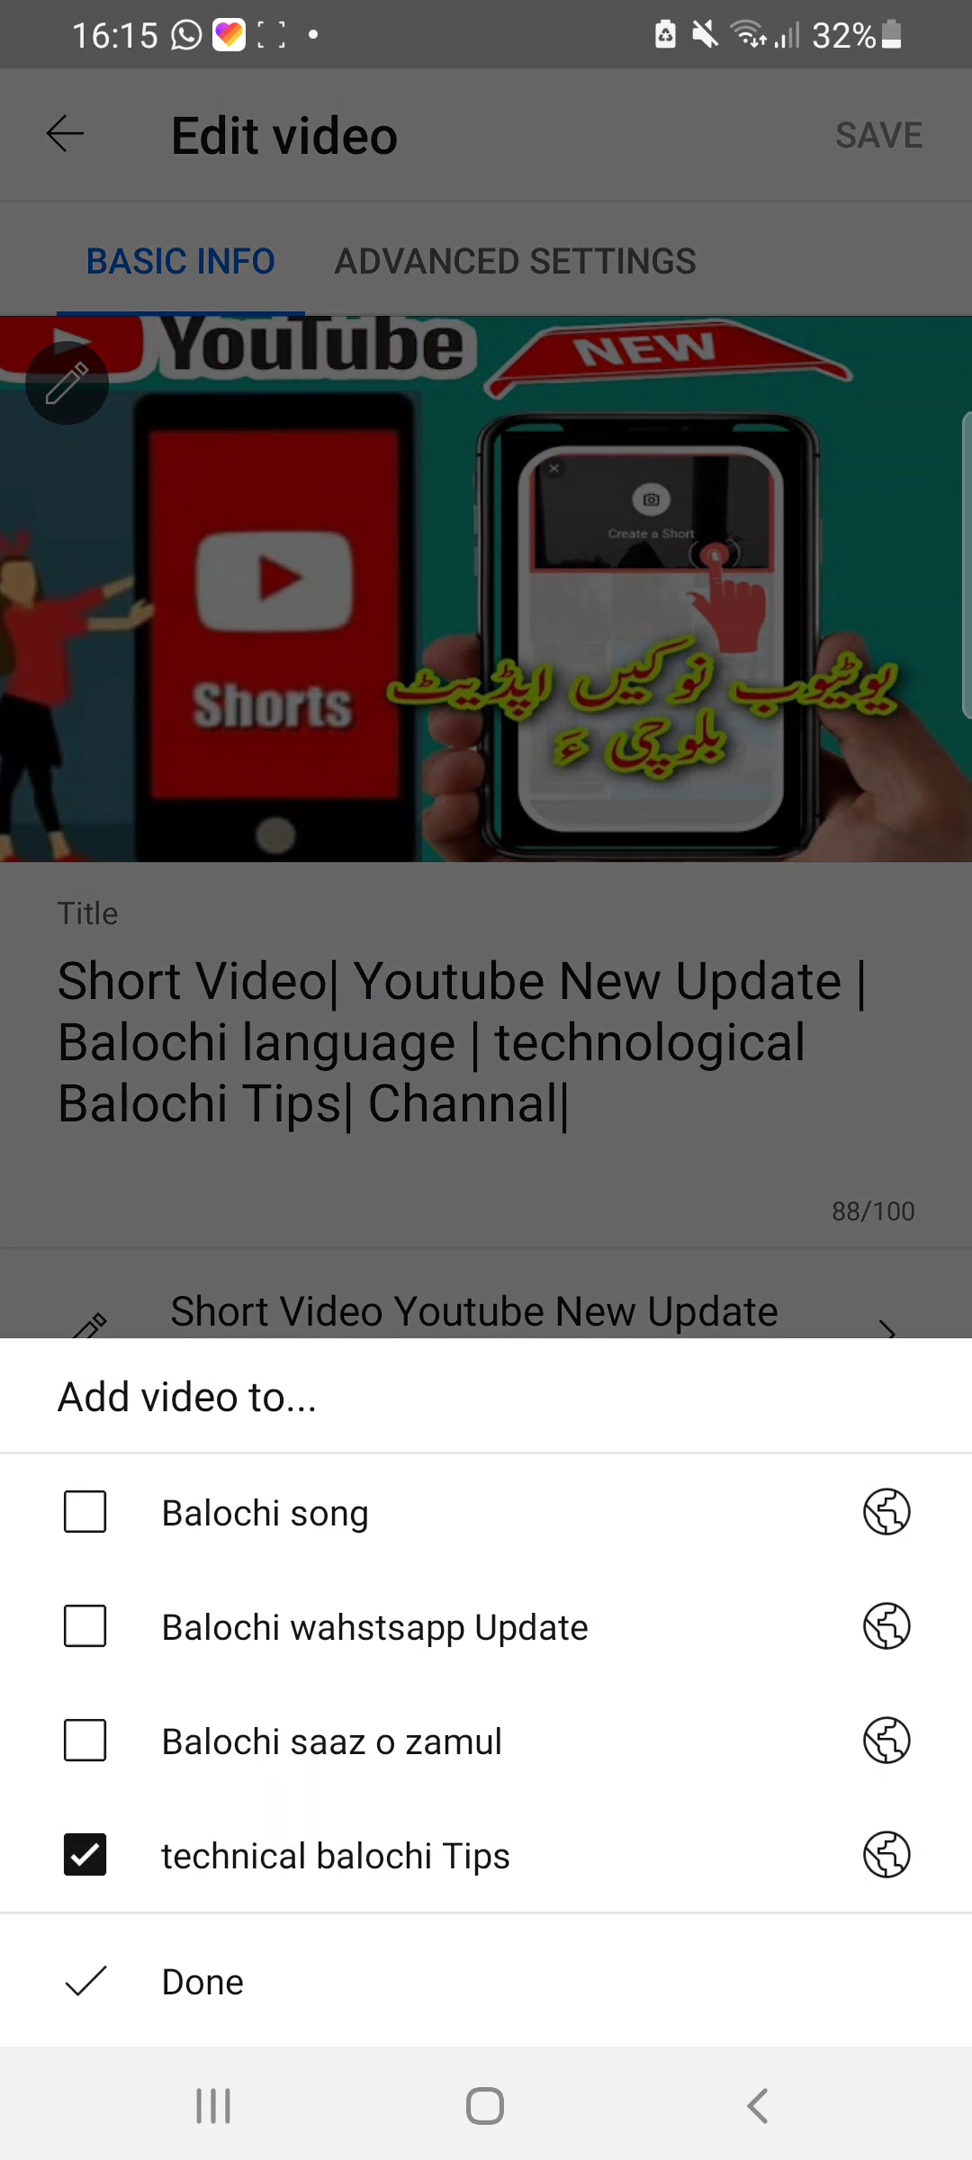 16:15
32%
Edit video
SAVE
BASIC INFO
ADVANCED SETTINGS
YouTube
NEW
Create a Short
Shorts
یوٹیوب نوکیں اپڈیٹ
بلوچی ءَ
Title
Short Video| Youtube New Update |
Balochi language | technological
Balochi Tips| Channal|
88/100
Short Video Youtube New Update
Add video to...
Balochi song
Balochi wahstsapp Update
Balochi saaz o zamul
technical balochi Tips
Done